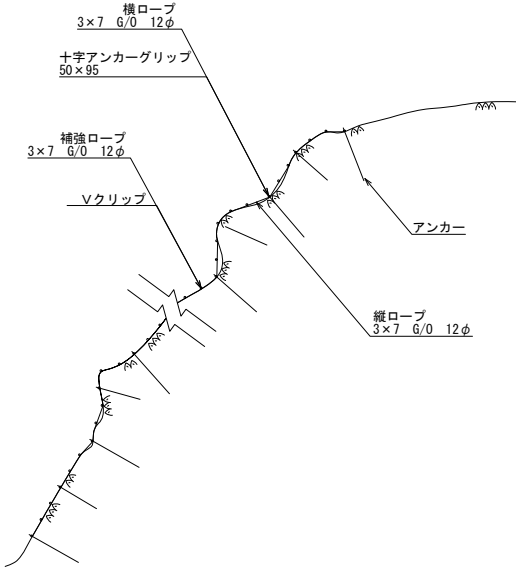 横ロープ
3×7 G/O 12φ
十字アンカーグリップ
50×95
補強ロープ
3×7 G/O 12φ
Vクリップ
アンカー
縦ロープ
3×7 G/O 12φ